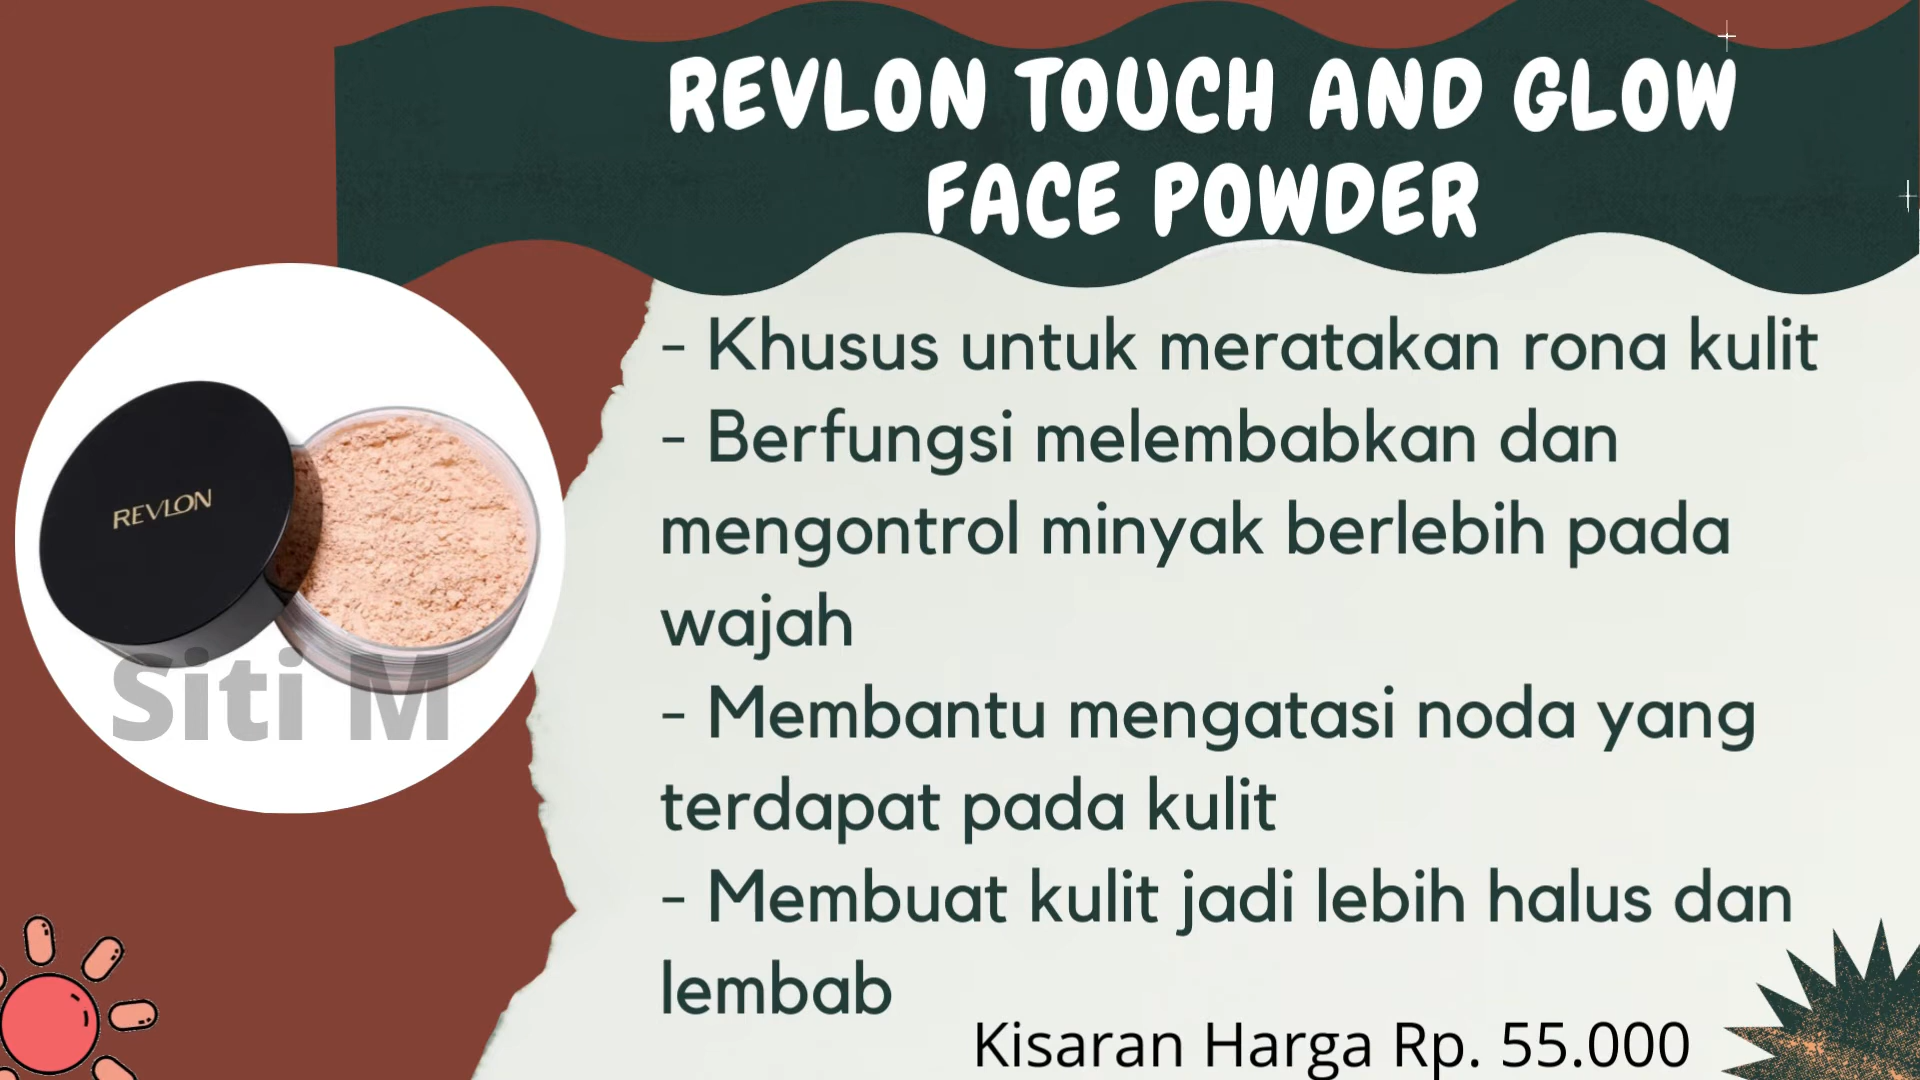 REVLON TOUCH AND GLOW
FACE POWDER
- Khusus untuk meratakan rona kulit
- Berfungsi melembabkan dan
mengontrol minyak berlebih pada
wajah
- Membantu mengatasi noda yang
terdapat pada kulit
- Membuat kulit jadi lebih halus dan
lembab
Kisaran Harga Rp. 55.000
REVLON
Siti M